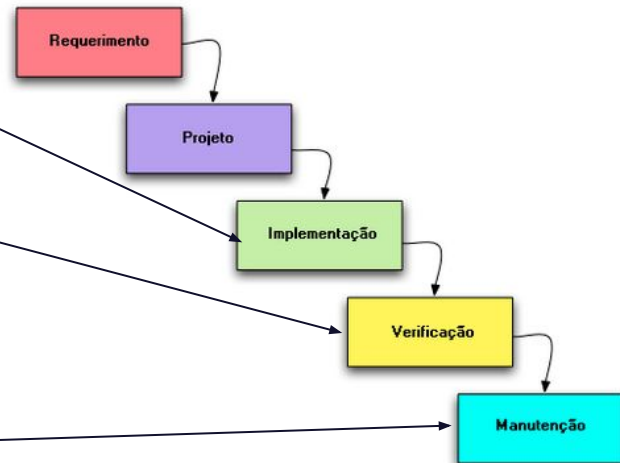 Requerimento
Projeto
Implementação
Verificação
Manutenção